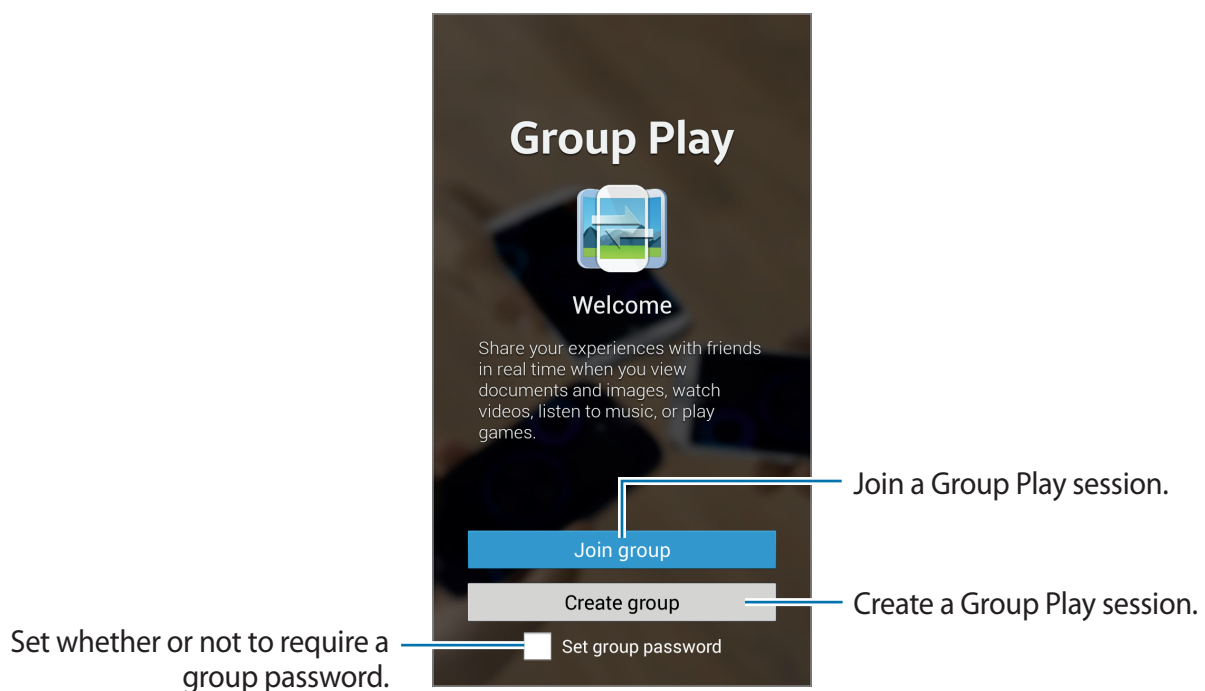 Group Play
Welcome
Share your experiences with friends
in real time when you view
documents and images, watch
videos, listen to music, or play
games.
Join a Group Play session.
Join group
Create group
Create a Group Play session.
Set whether or not to require a
group password.
Set group password